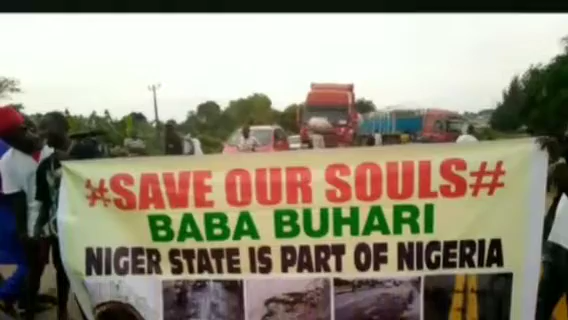 #SAVE OUR SOULS#
BABA BUHARI
NIGER STATE IS PART OF NIGERIA